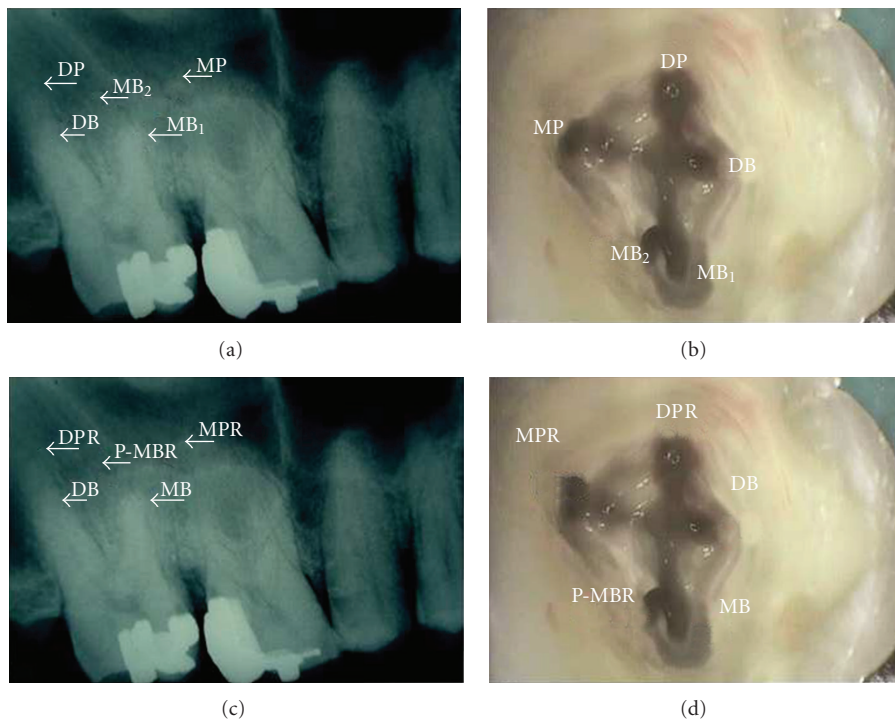 DP
MB₂
MP
DB
MB₁
DP
MP
DB
MB₂
MB₁
(a)
(b)
DPR
P-MBR
MPR
DB
MB
DPR
MPR
DB
P-MBR
MB
(c)
(d)